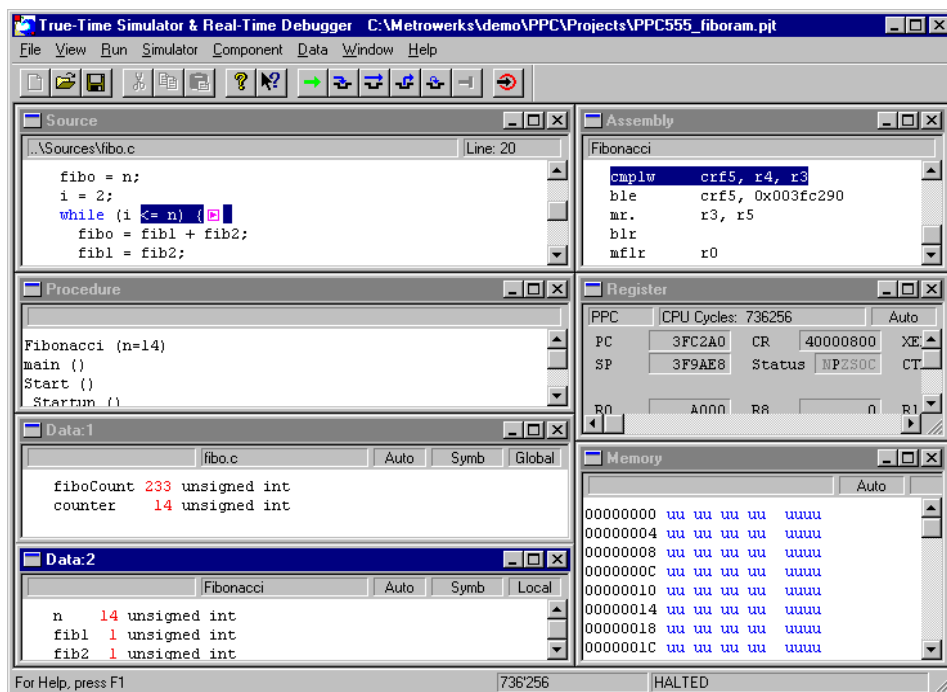 True-Time Simulator & Real-Time Debugger C:\Metrowerks\demo\PPC\Projects\PPC555_fiboram.pjt
File View Run Simulator Component Data Window Help
Source
..\Sources\fibo.c Line: 20
fibo = n;
i = 2;
while (i <= n) {
fibo = fib1 + fib2;
fib1 = fib2;
Assembly
Fibonacci
cmplw crf5, r4, r3
ble crf5, 0x003fc290
mr. r3, r5
blr
mflr r0
Procedure
Fibonacci (n=14)
main ()
Start ()
_Startup ()
Register
PPC CPU Cycles: 736256 Auto
PC 3FC2A0 CR 40000800 XE
SP 3F9AE8 Status NPZSOC CT
R0 A000 R8 0 R1
Data:1
fibo.c Auto Symb Global
fiboCount 233 unsigned int
counter 14 unsigned int
Data:2
Fibonacci Auto Symb Local
n 14 unsigned int
fib1 1 unsigned int
fib2 1 unsigned int
Memory
Auto
00000000 uu uu uu uu uuuu
00000004 uu uu uu uu uuuu
00000008 uu uu uu uu uuuu
0000000C uu uu uu uu uuuu
00000010 uu uu uu uu uuuu
00000014 uu uu uu uu uuuu
00000018 uu uu uu uu uuuu
0000001C uu uu uu uu uuuu
For Help, press F1 736'256 HALTED